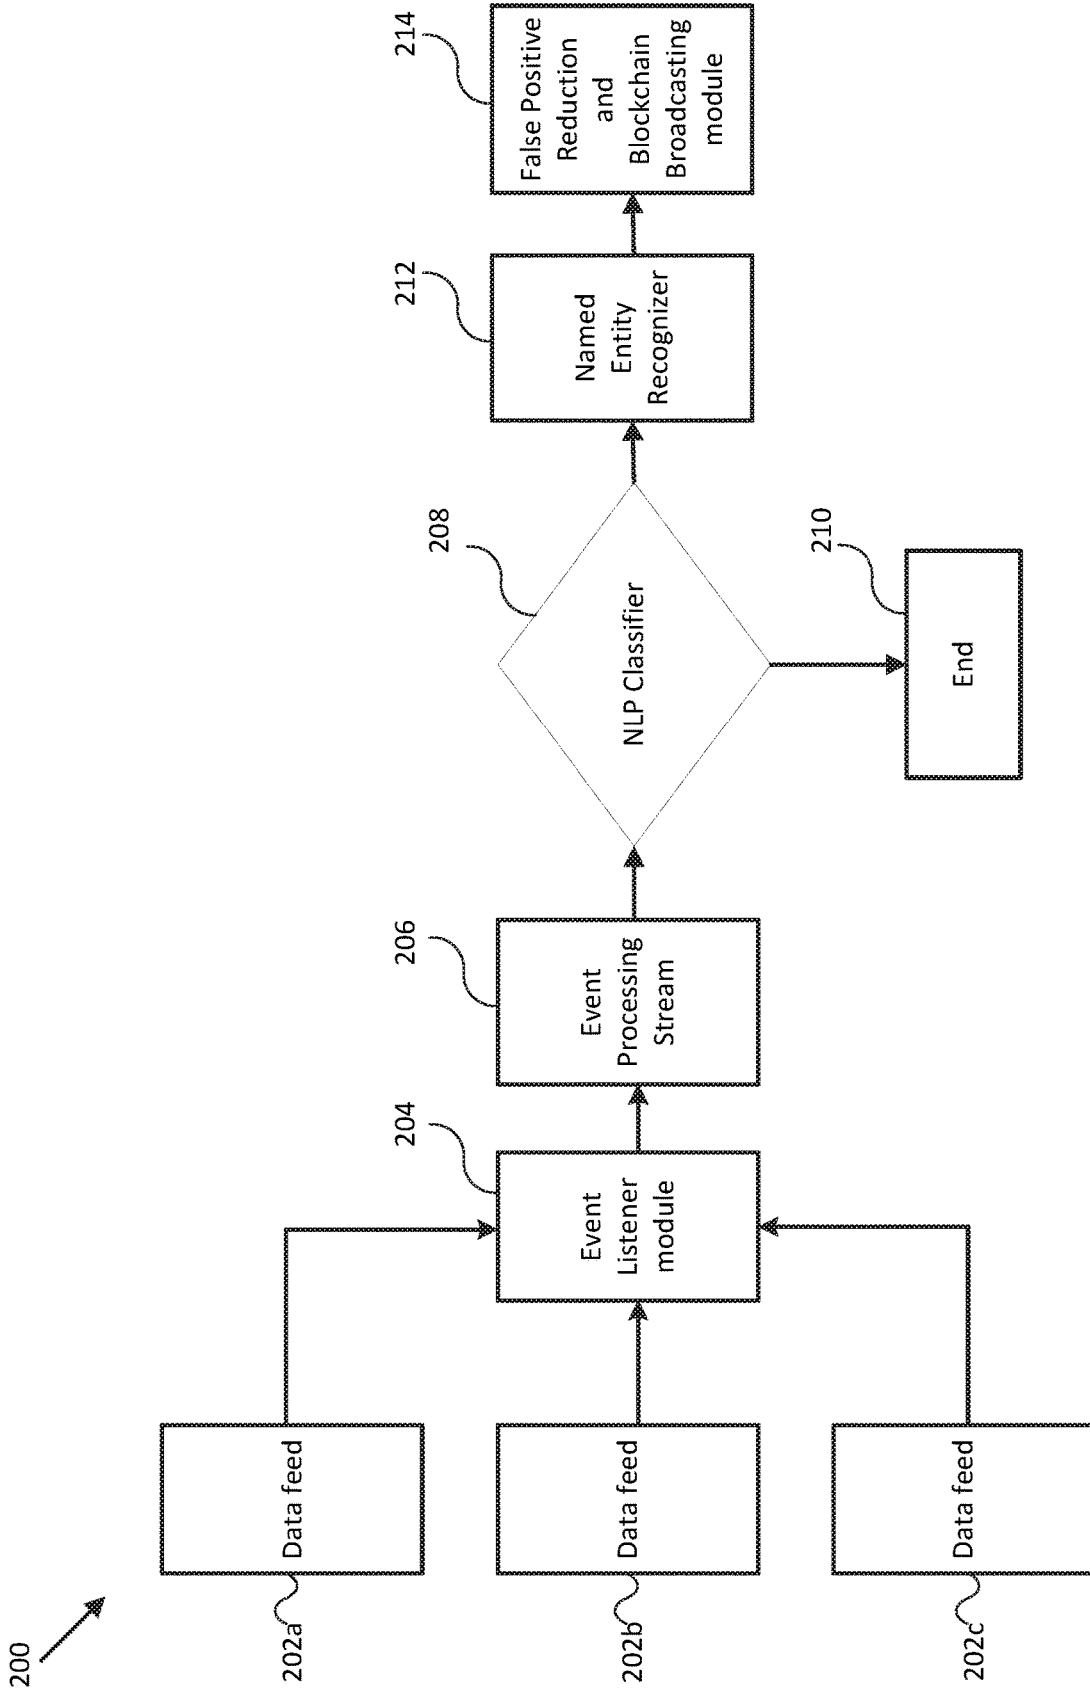 200
202a
Data feed
202b
Data feed
202c
Data feed
204
Event
Listener
module
206
Event
Processing
Stream
208
NLP Classifier
210
End
212
Named
Entity
Recognizer
214
False Positive
Reduction
and
Blockchain
Broadcasting
module